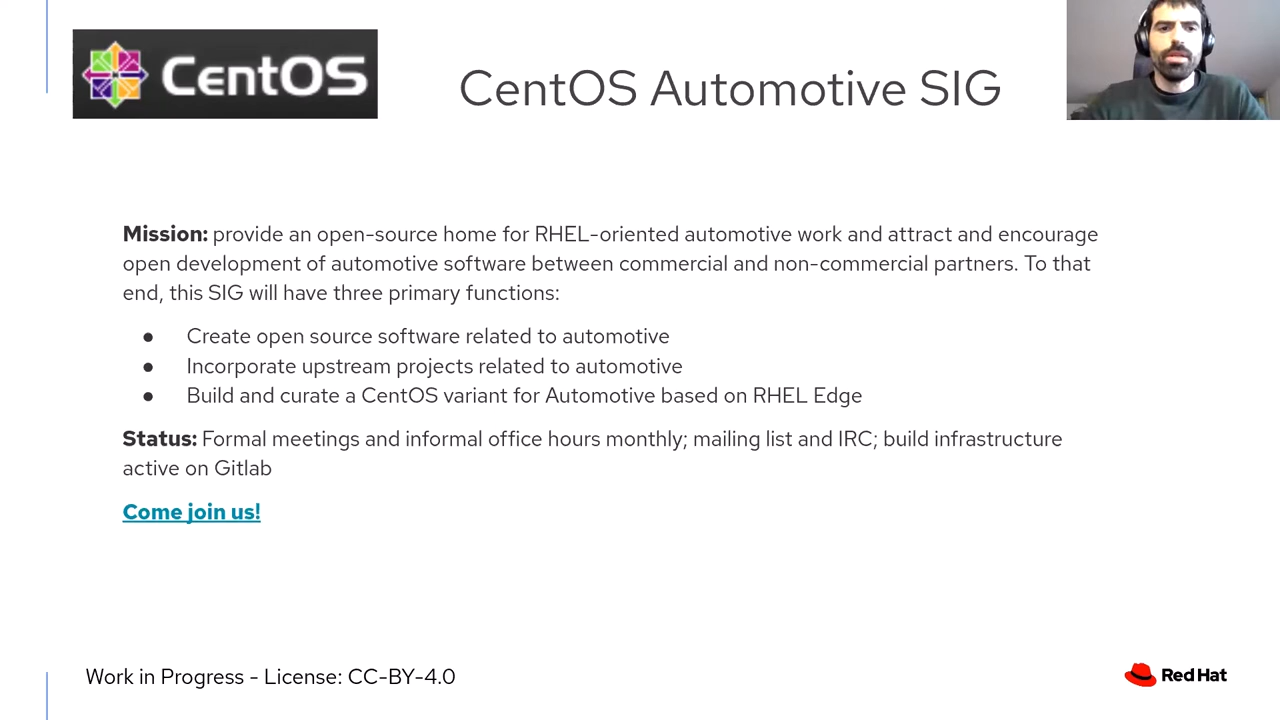 CentOS
CentOS Automotive SIG
Mission: provide an open-source home for RHEL-oriented automotive work and attract and encourage
open development of automotive software between commercial and non-commercial partners. To that
end, this SIG will have three primary functions:
● Create open source software related to automotive
● Incorporate upstream projects related to automotive
● Build and curate a CentOS variant for Automotive based on RHEL Edge
Status: Formal meetings and informal office hours monthly; mailing list and IRC; build infrastructure
active on Gitlab
Come join us!
Work in Progress - License: CC-BY-4.0
Red Hat